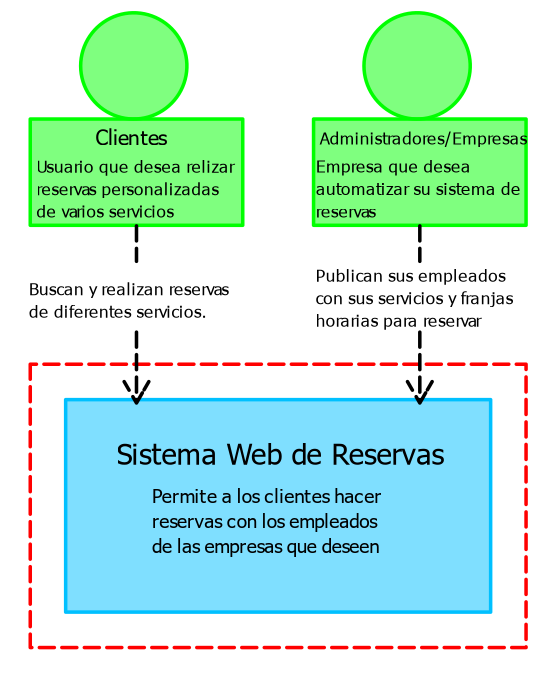 Clientes
Usuario que desea relizar
reservas personalizadas
de varios servicios
Administradores/Empresas
Empresa que desea
automatizar su sistema de
reservas
Buscan y realizan reservas
de diferentes servicios.
Publican sus empleados
con sus servicios y franjas
horarias para reservar
Sistema Web de Reservas
Permite a los clientes hacer
reservas con los empleados
de las empresas que deseen